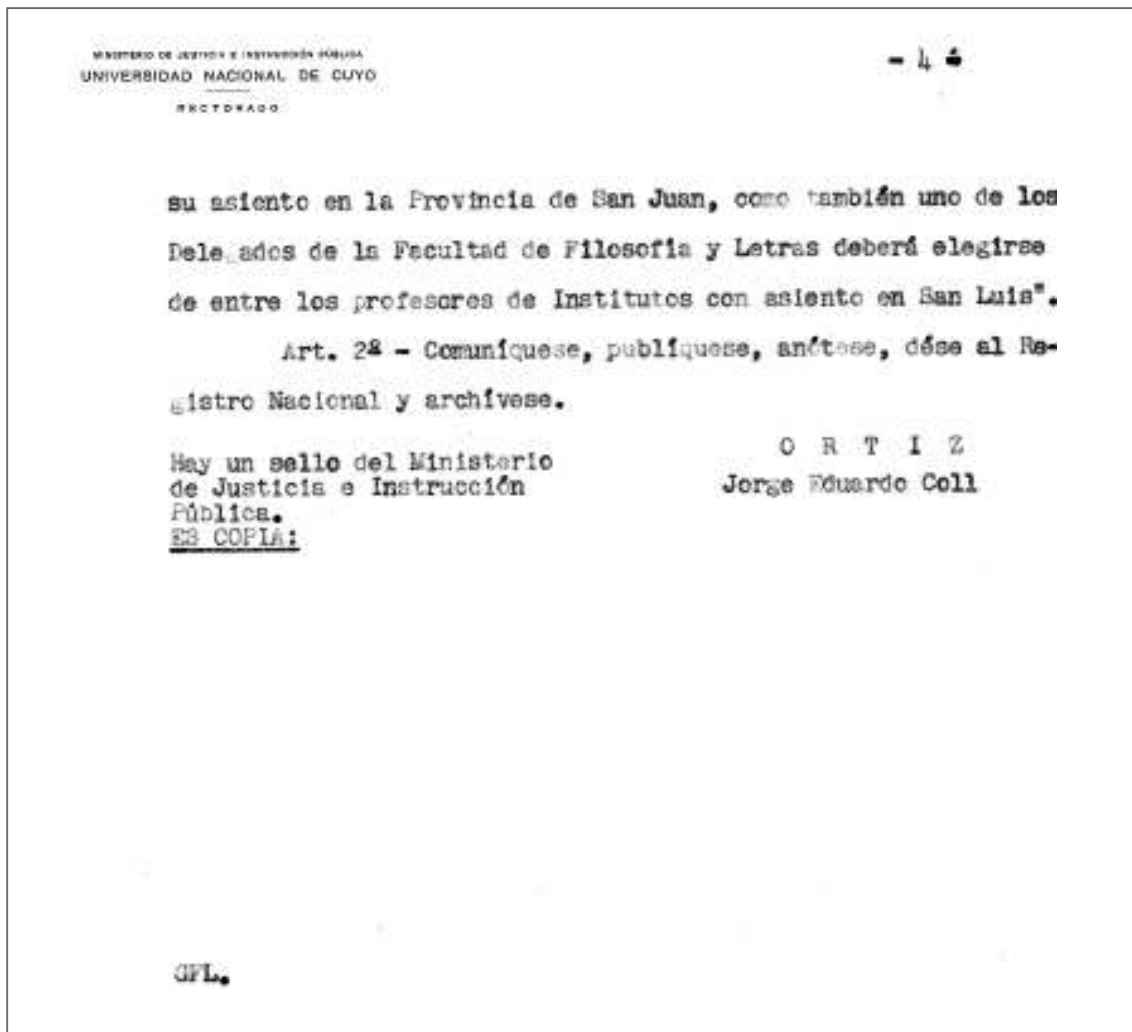 MINISTERIO DE JUSTICIA E INSTRUCCIÓN PÚBLICA
UNIVERSIDAD NACIONAL DE CUYO
RECTORADO
- 4 -
su asiento en la Provincia de San Juan, como también uno de los
Delegados de la Facultad de Filosofía y Letras deberá elegirse
de entre los profesores de Institutos con asiento en San Luis".
Art. 2º - Comuníquese, publíquese, anótese, dése al Re-
gistro Nacional y archívese.
O R T I Z
Jorge Eduardo Coll
Hay un sello del Ministerio
de Justicia e Instrucción
Pública.
ES COPIA:
GFL.